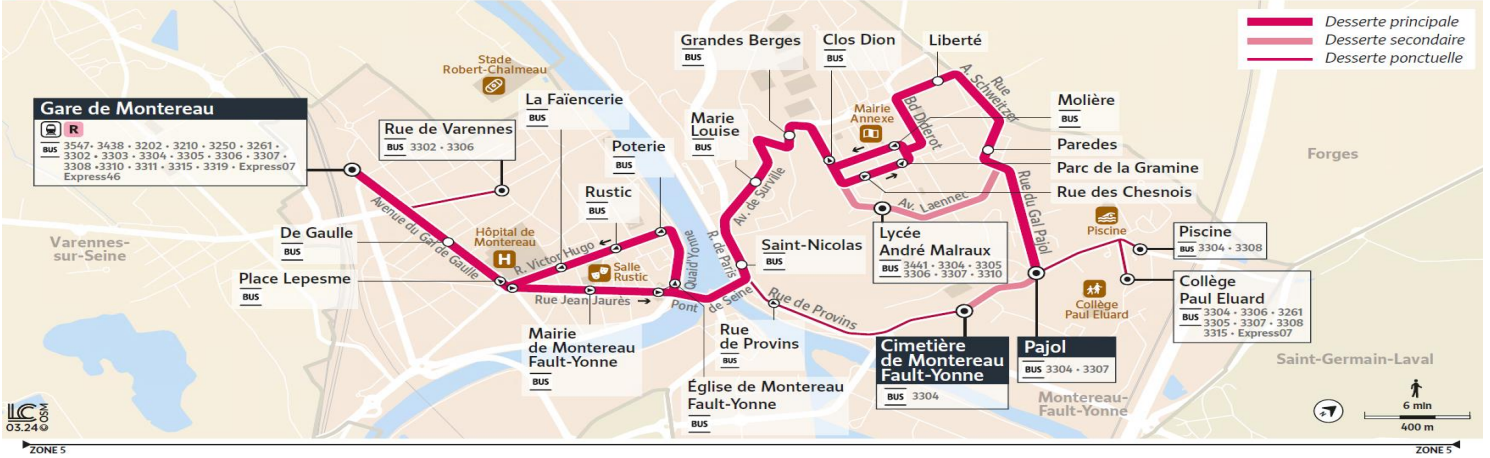 Desserte principale
Desserte secondaire
Desserte ponctuelle
Gare de Montereau
R
BUS 3547 • 3438 • 3202 • 3210 • 3250 • 3261 •
3302 • 3303 • 3304 • 3305 • 3306 • 3307 •
3308 •3310 • 3311 • 3315 • 3319 • Express07
Express46
Stade
Robert-Chalmeau
Rue de Varennes
BUS 3302 • 3306
La Faïencerie
BUS
Poterie
BUS
Rustic
BUS
Grandes Berges
BUS
Clos Dion
BUS
Liberté
Marie
Louise
BUS
Mairie
Annexe
Bd Diderot
Rue
A. Schweitzer
Molière
BUS
Paredes
Parc de la Gramine
Rue des Chesnois
Forges
Varennes-
sur-Seine
De Gaulle
BUS
Place Lepesme
BUS
Avenue du Gal de Gaulle
Hôpital de
Montereau
H
R. Victor Hugo
Salle
Rustic
Rue Jean Jaurès
Quai d'Yonne
Pont de Seine
R. de Paris
Av. de Surville
Saint-Nicolas
BUS
Av. Laennec
Rue du Gal Pajol
Lycée
André Malraux
BUS 3441 • 3304 • 3305
3306 • 3307 • 3310
Piscine
Piscine
BUS 3304 • 3308
Collège
Paul Eluard
Collège
Paul Eluard
BUS 3304 • 3306 • 3261
3305 • 3307 • 3308
3315 • Express07
Rue de Provins
Mairie
de Montereau
Fault-Yonne
BUS
Rue
de Provins
BUS
Église de Montereau
Fault-Yonne
BUS
Cimetière
de Montereau
Fault-Yonne
BUS 3304
Pajol
BUS 3304 • 3307
Montereau-
Fault-Yonne
Saint-Germain-Laval
6 min
400 m
LC
03.24 © OSM
ZONE 5
ZONE 5